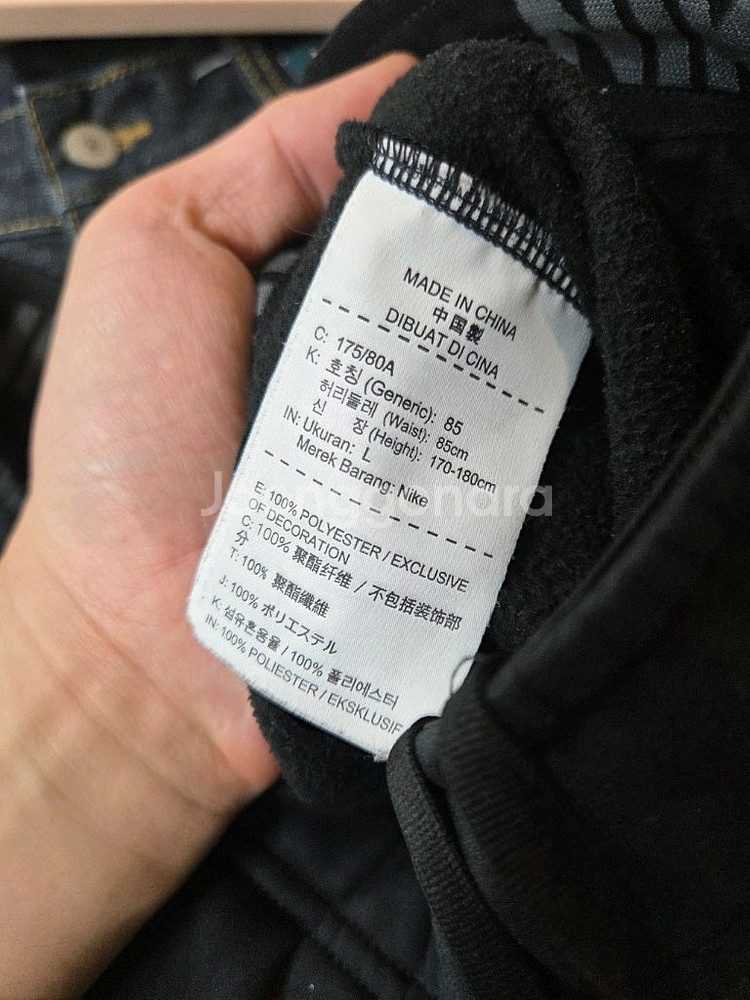 MADE IN CHINA
中国製
DIBUAT DI CINA
C: 175/80A
K: 호칭 (Generic): 85
허리둘레 (Waist): 85cm
신 장 (Height): 170-180cm
IN: Ukuran: L
Merek Barang: Nike
E: 100% POLYESTER / EXCLUSIVE
OF DECORATION
C: 100% 聚酯纤维 / 不包括装饰部
分
T: 100% 聚酯纖維
J: 100% ポリエステル
K: 섬유혼용율 / 100% 폴리에스터
IN: 100% POLIESTER / EKSKLUSIF
Joonggonara